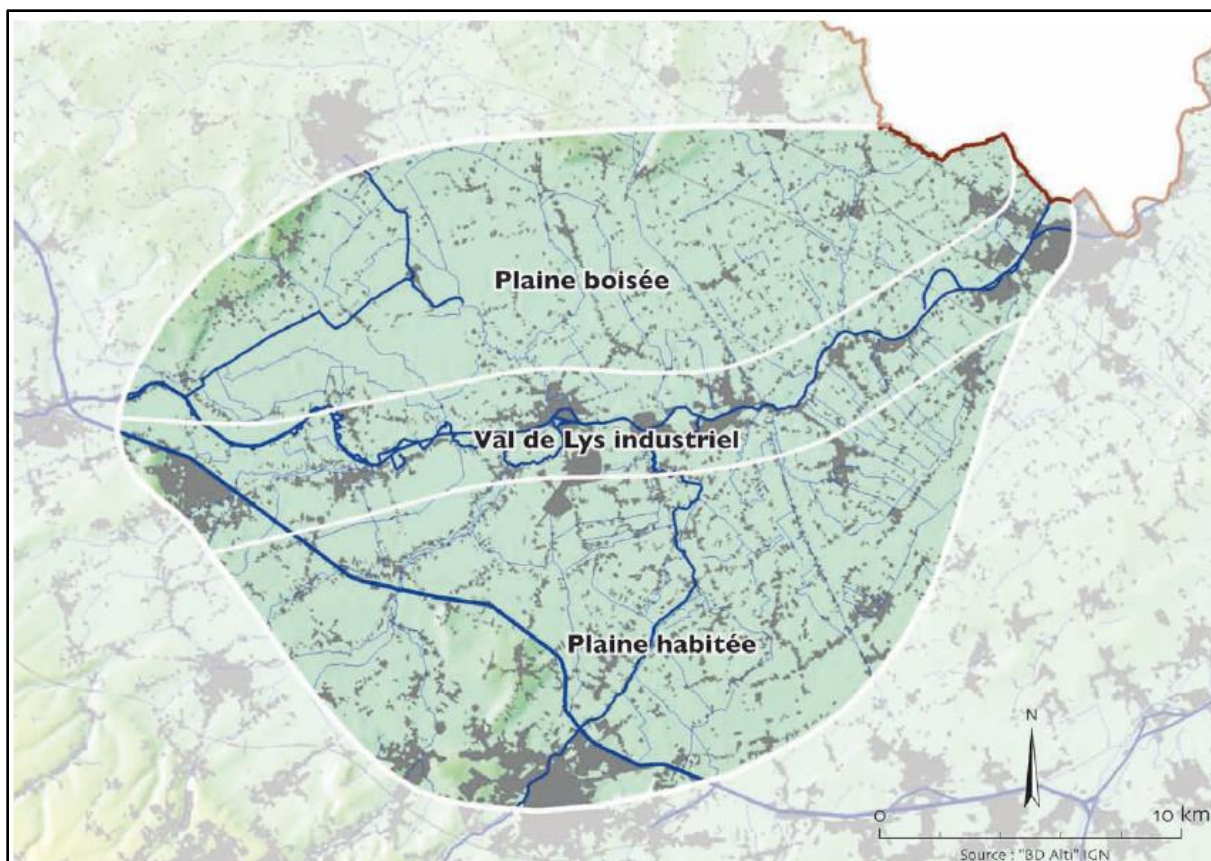 Plaine boisée
Val de Lys industriel
Plaine habitée
N
0 10 km
Source : "BD Alti" IGN